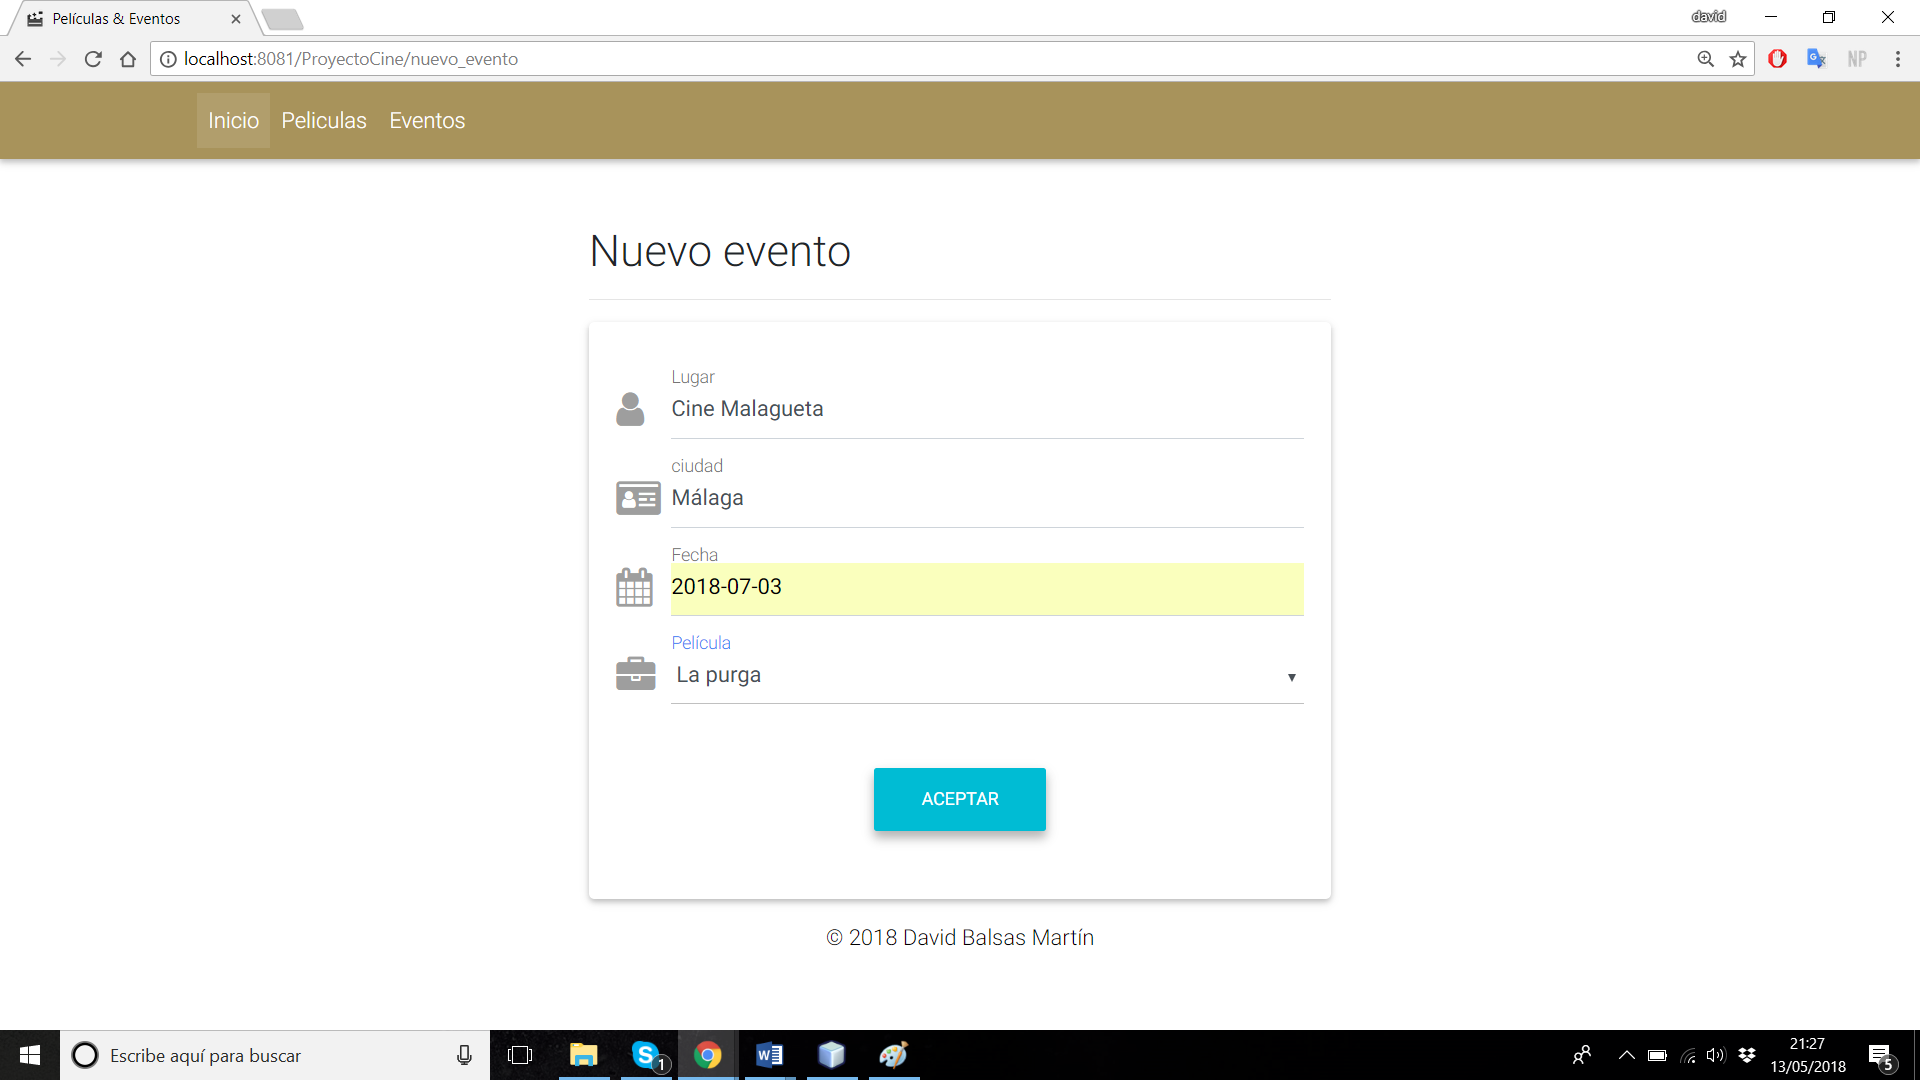 Películas & Eventos
david
localhost:8081/ProyectoCine/nuevo_evento
NP
Inicio Peliculas Eventos
Nuevo evento
Lugar
Cine Malagueta
ciudad
Málaga
Fecha
2018-07-03
Película
La purga
ACEPTAR
© 2018 David Balsas Martín
Escribe aquí para buscar
1
21:27
13/05/2018
5